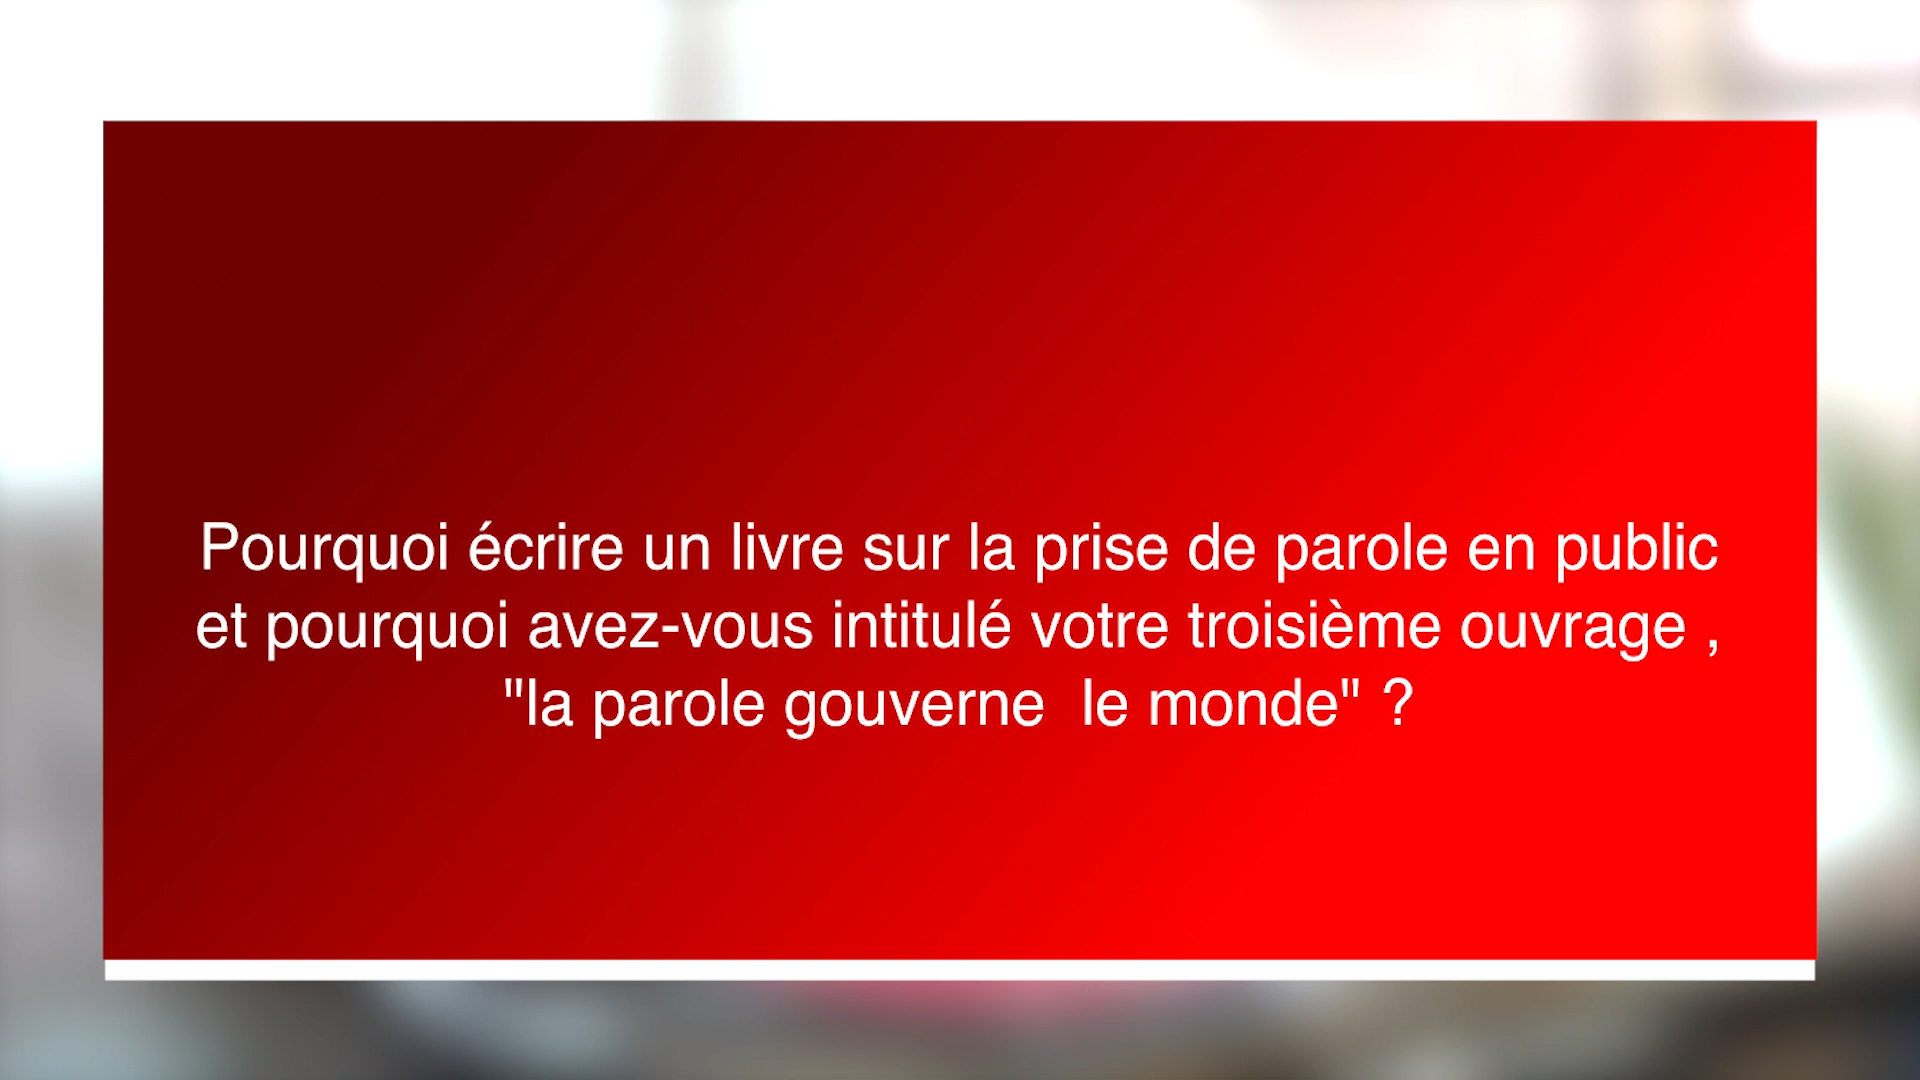 Pourquoi écrire un livre sur la prise de parole en public
et pourquoi avez-vous intitulé votre troisième ouvrage ,
"la parole gouverne  le monde" ?